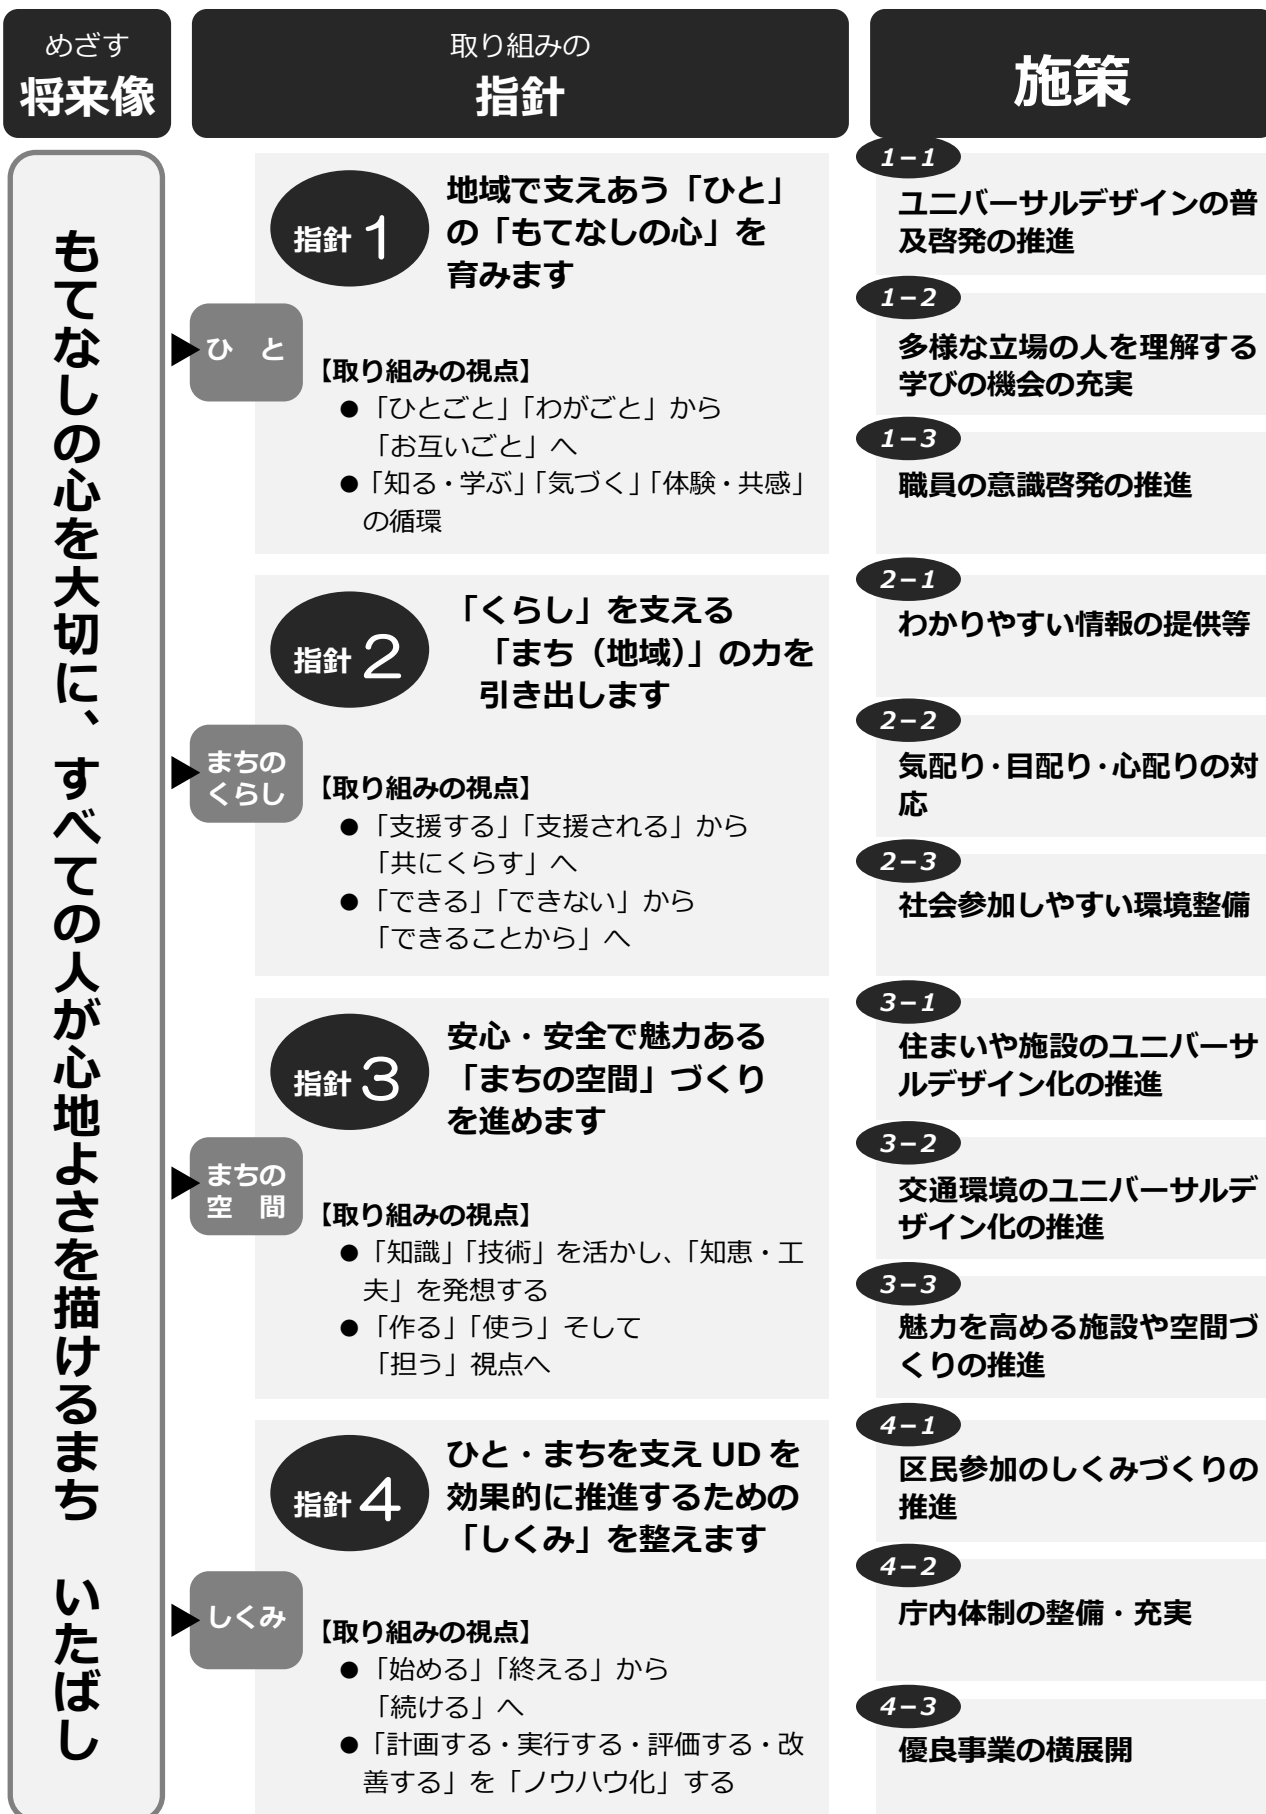 めざす
将来像
取り組みの
指針
施策
もてなしの心を大切に、すべての人が心地よさを描けるまち　いたばし
ひ　と
指針 1
地域で支えあう「ひと」
の「もてなしの心」を
育みます
【取り組みの視点】
●「ひとごと」「わがごと」から
「お互いごと」へ
●「知る・学ぶ」「気づく」「体験・共感」
の循環
1-1
ユニバーサルデザインの普
及啓発の推進
1-2
多様な立場の人を理解する
学びの機会の充実
1-3
職員の意識啓発の推進
まちの
くらし
指針 2
「くらし」を支える
「まち（地域）」の力を
引き出します
【取り組みの視点】
●「支援する」「支援される」から
「共にくらす」へ
●「できる」「できない」から
「できることから」へ
2-1
わかりやすい情報の提供等
2-2
気配り・目配り・心配りの対
応
2-3
社会参加しやすい環境整備
まちの
空　間
指針 3
安心・安全で魅力ある
「まちの空間」づくり
を進めます
【取り組みの視点】
●「知識」「技術」を活かし、「知恵・工
夫」を発想する
●「作る」「使う」そして
「担う」視点へ
3-1
住まいや施設のユニバーサ
ルデザイン化の推進
3-2
交通環境のユニバーサルデ
ザイン化の推進
3-3
魅力を高める施設や空間づ
くりの推進
しくみ
指針 4
ひと・まちを支え UD を
効果的に推進するための
「しくみ」を整えます
【取り組みの視点】
●「始める」「終える」から
「続ける」へ
●「計画する・実行する・評価する・改
善する」を「ノウハウ化」する
4-1
区民参加のしくみづくりの
推進
4-2
庁内体制の整備・充実
4-3
優良事業の横展開